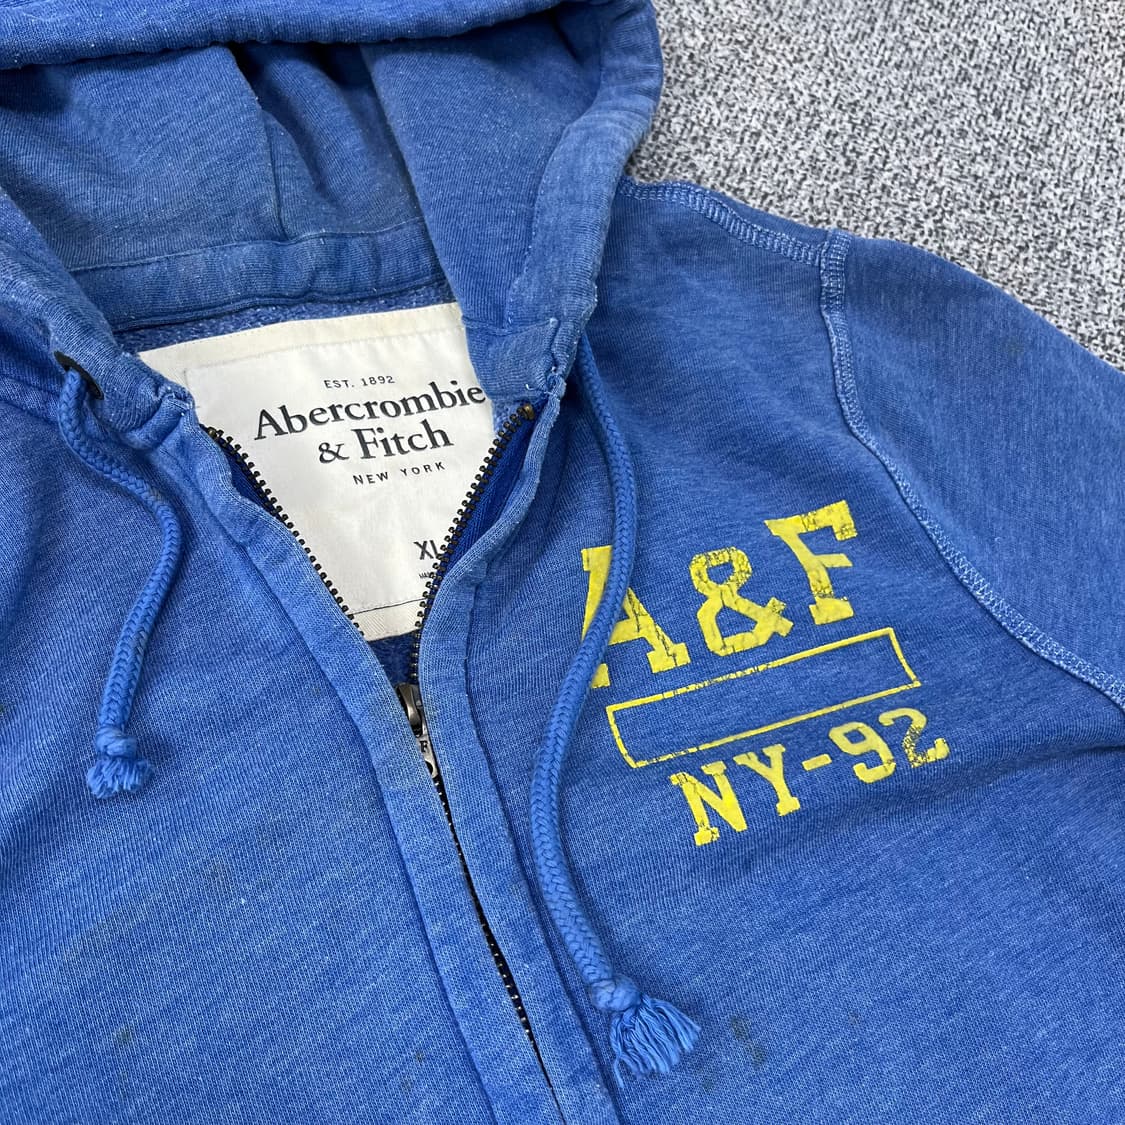 EST. 1892
Abercrombie
& Fitch
NEW YORK
XL
A&F
NY-92